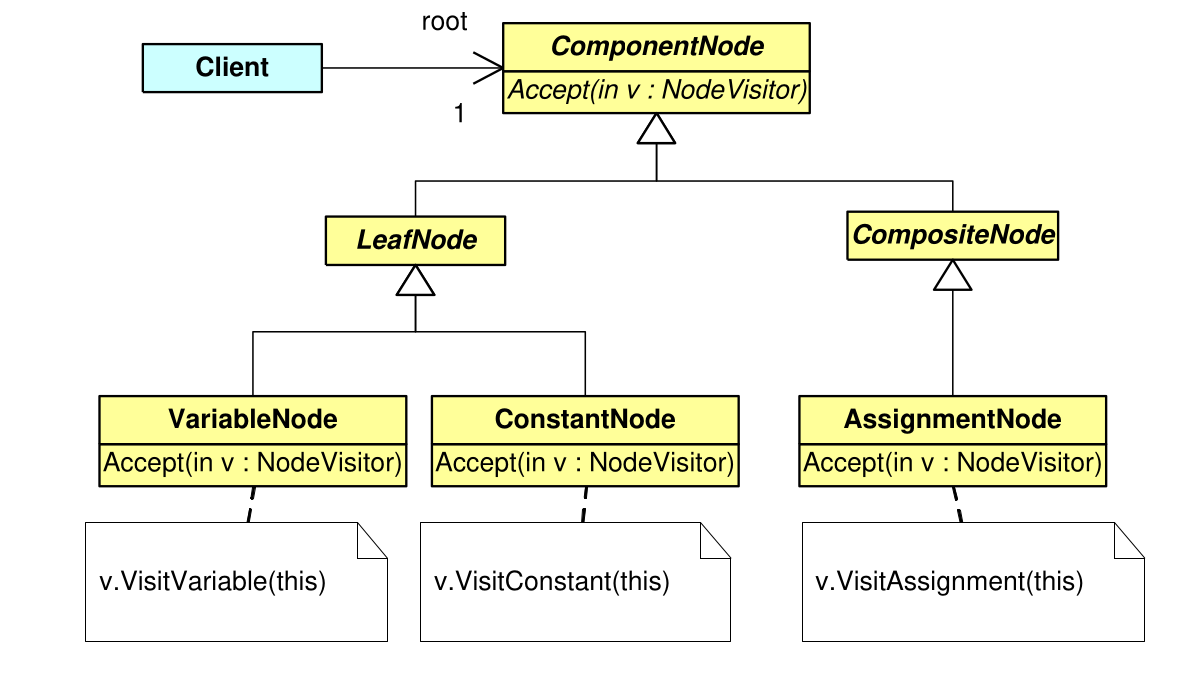 root
ComponentNode
Client
Accept(in v : NodeVisitor)
1
LeafNode
CompositeNode
VariableNode
ConstantNode
AssignmentNode
Accept(in v : NodeVisitor)
Accept(in v : NodeVisitor)
Accept(in v : NodeVisitor)
v.VisitVariable(this)
v.VisitConstant(this)
v.VisitAssignment(this)